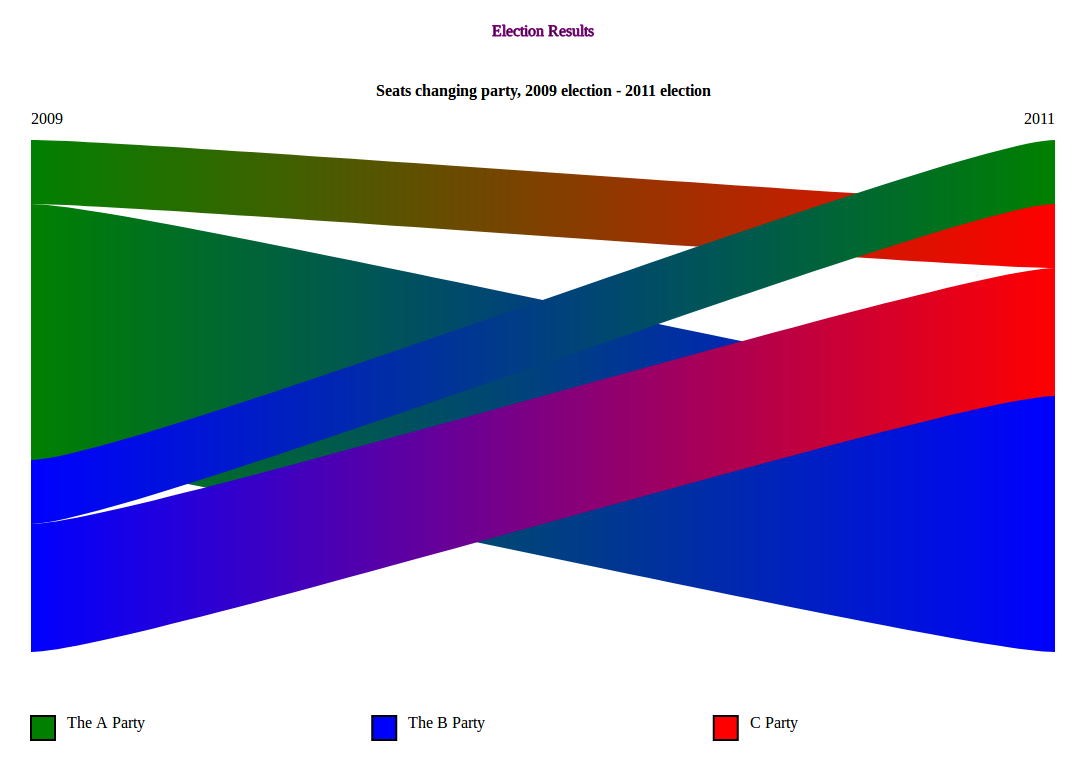 Election Results
Seats changing party, 2009 election - 2011 election
2009 2011
The A Party The B Party C Party